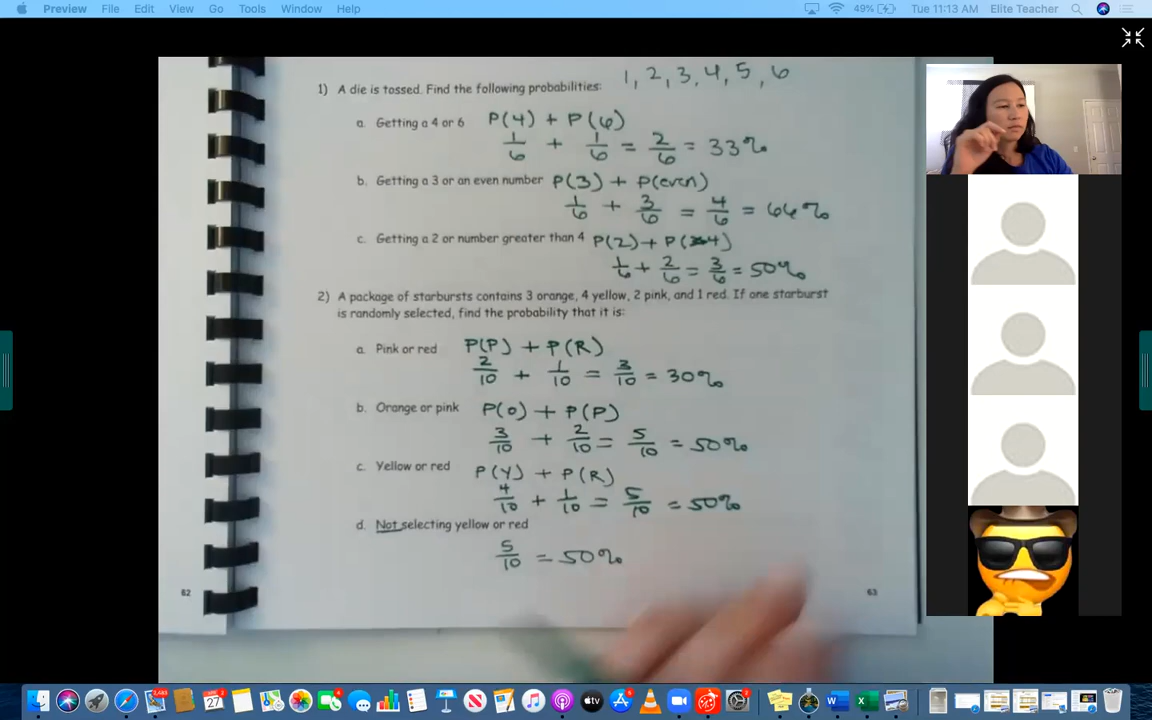 Preview File Edit View Go Tools Window Help 49% Tue 11:13 AM Elite Teacher
1) A die is tossed. Find the following probabilities: 1, 2, 3, 4, 5, 6
a. Getting a 4 or 6 P(4) + P(6)
1/6 + 1/6 = 2/6 = 33%
b. Getting a 3 or an even number P(3) + P(even)
1/6 + 3/6 = 4/6 = 64%
c. Getting a 2 or number greater than 4 P(2) + P(>4)
1/6 + 2/6 = 3/6 = 50%
2) A package of starbursts contains 3 orange, 4 yellow, 2 pink, and 1 red. If one starburst
is randomly selected, find the probability that it is:
a. Pink or red P(P) + P(R)
2/10 + 1/10 = 3/10 = 30%
b. Orange or pink P(O) + P(P)
3/10 + 2/10 = 5/10 = 50%
c. Yellow or red P(Y) + P(R)
4/10 + 1/10 = 5/10 = 50%
d. Not selecting yellow or red
5/10 = 50%
62 63